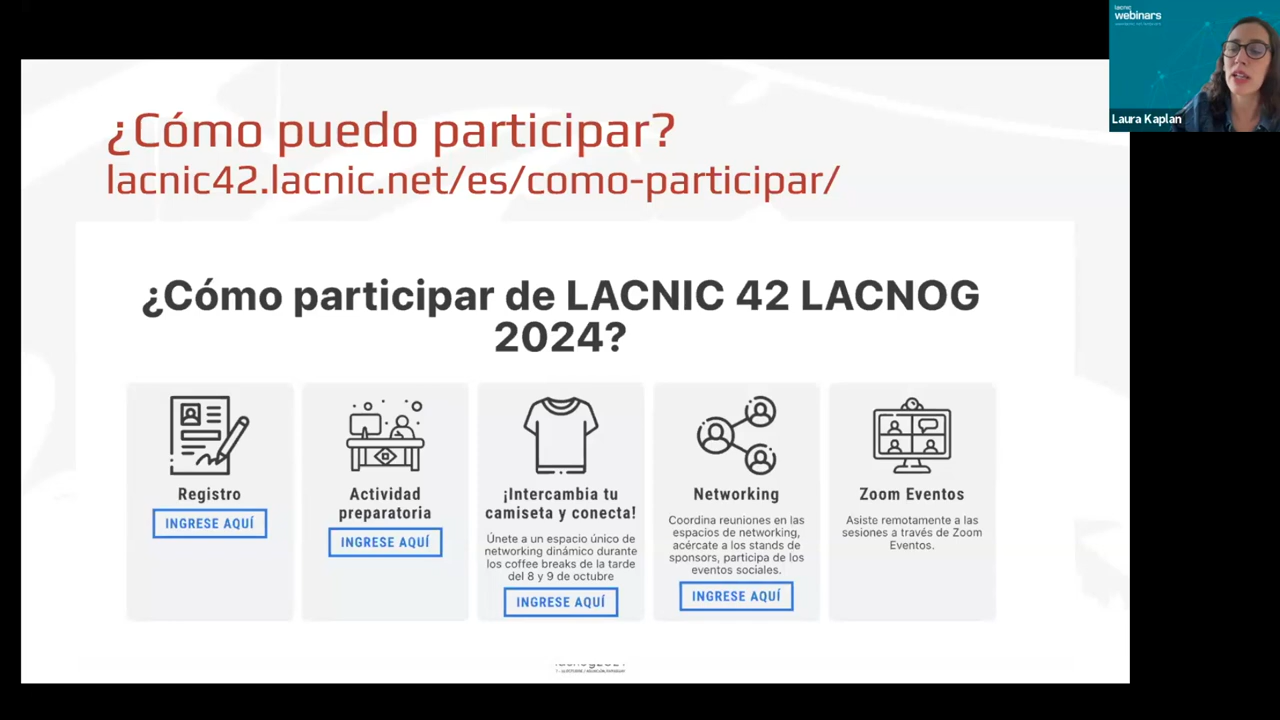 lacnic
webinars
Laura Kaplan
¿Cómo puedo participar?
lacnic42.lacnic.net/es/como-participar/
¿Cómo participar de LACNIC 42 LACNOG
2024?
Registro
INGRESE AQUÍ
Actividad
preparatoria
INGRESE AQUÍ
¡Intercambia tu
camiseta y conecta!
Únete a un espacio único de
networking dinámico durante
los coffee breaks de la tarde
del 8 y 9 de octubre
INGRESE AQUÍ
Networking
Coordina reuniones en las
espacios de networking,
acércate a los stands de
sponsors, participa de los
eventos sociales.
INGRESE AQUÍ
Zoom Eventos
Asiste remotamente a las
sesiones a través de Zoom
Eventos.